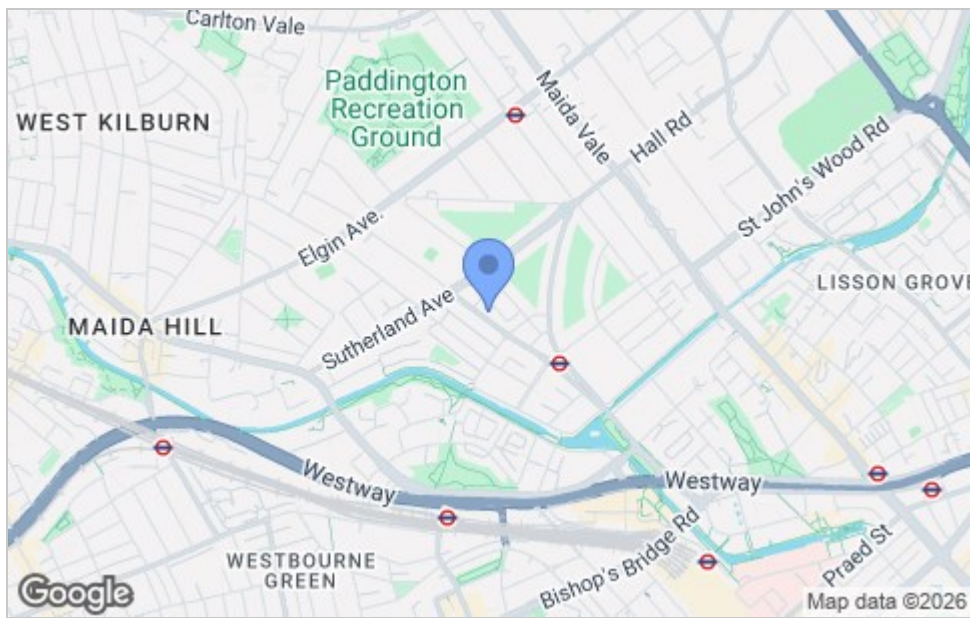 Carlton Vale
Paddington
Recreation
Ground
WEST KILBURN
Maida Vale
Hall Rd
St John's Wood Rd
Elgin Ave.
LISSON GROVE
Sutherland Ave
MAIDA HILL
Westway
Westway
WESTBOURNE
GREEN
Bishop's Bridge Rd
Praed St
Google
Map data ©2026